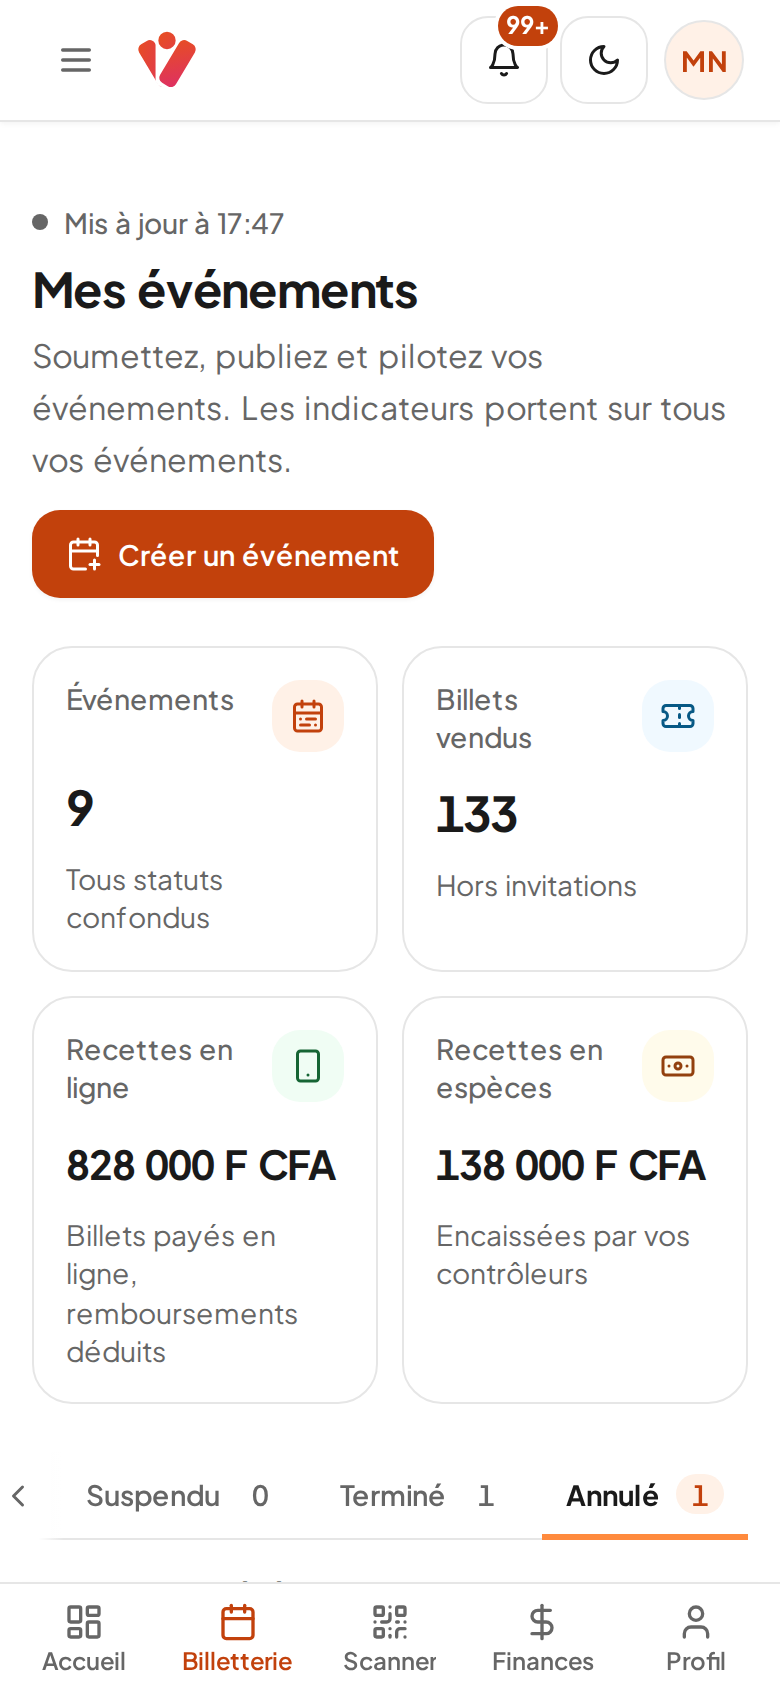 99+
MN
Mis à jour à 17:47
Mes événements
Soumettez, publiez et pilotez vos
événements. Les indicateurs portent sur tous
vos événements.
Créer un événement
Événements
9
Tous statuts
confondus
Billets
vendus
133
Hors invitations
Recettes en
ligne
828 000 F CFA
Billets payés en
ligne,
remboursements
déduits
Recettes en
espèces
138 000 F CFA
Encaissées par vos
contrôleurs
Suspendu 0
Terminé 1
Annulé 1
Accueil
Billetterie
Scanner
Finances
Profil